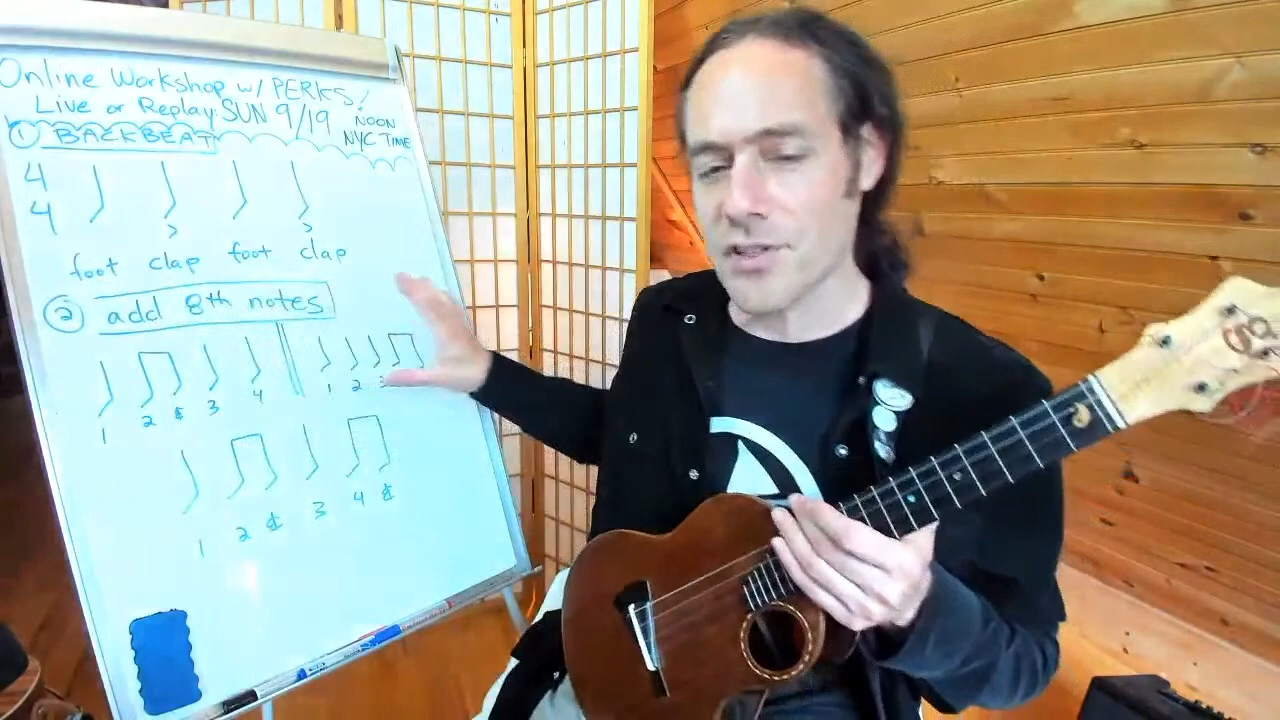 Online Workshop w/ PERKS!
Live or Replay: SUN 9/19 NOON
NYC TIME
① BACKBEAT
4
4
> >
foot clap foot clap
② add 8th notes
1 2 & 3 4 1 2 3
1 2 & 3 4 &